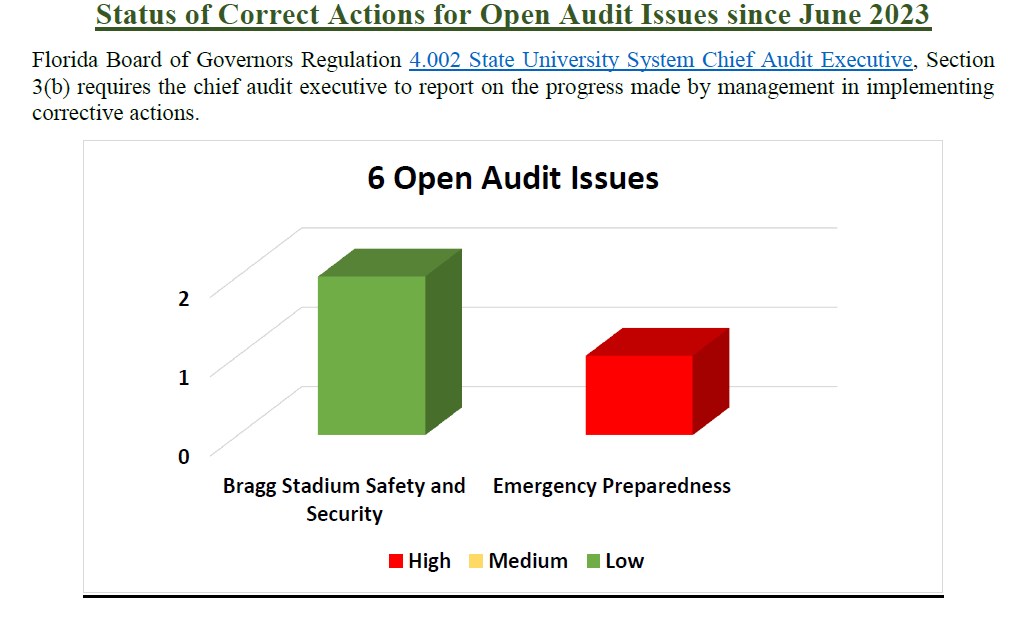 Status of Correct Actions for Open Audit Issues since June 2023
Florida Board of Governors Regulation 4.002 State University System Chief Audit Executive, Section
3(b) requires the chief audit executive to report on the progress made by management in implementing
corrective actions.
6 Open Audit Issues
2
1
0
Bragg Stadium Safety and
Security
Emergency Preparedness
High Medium Low